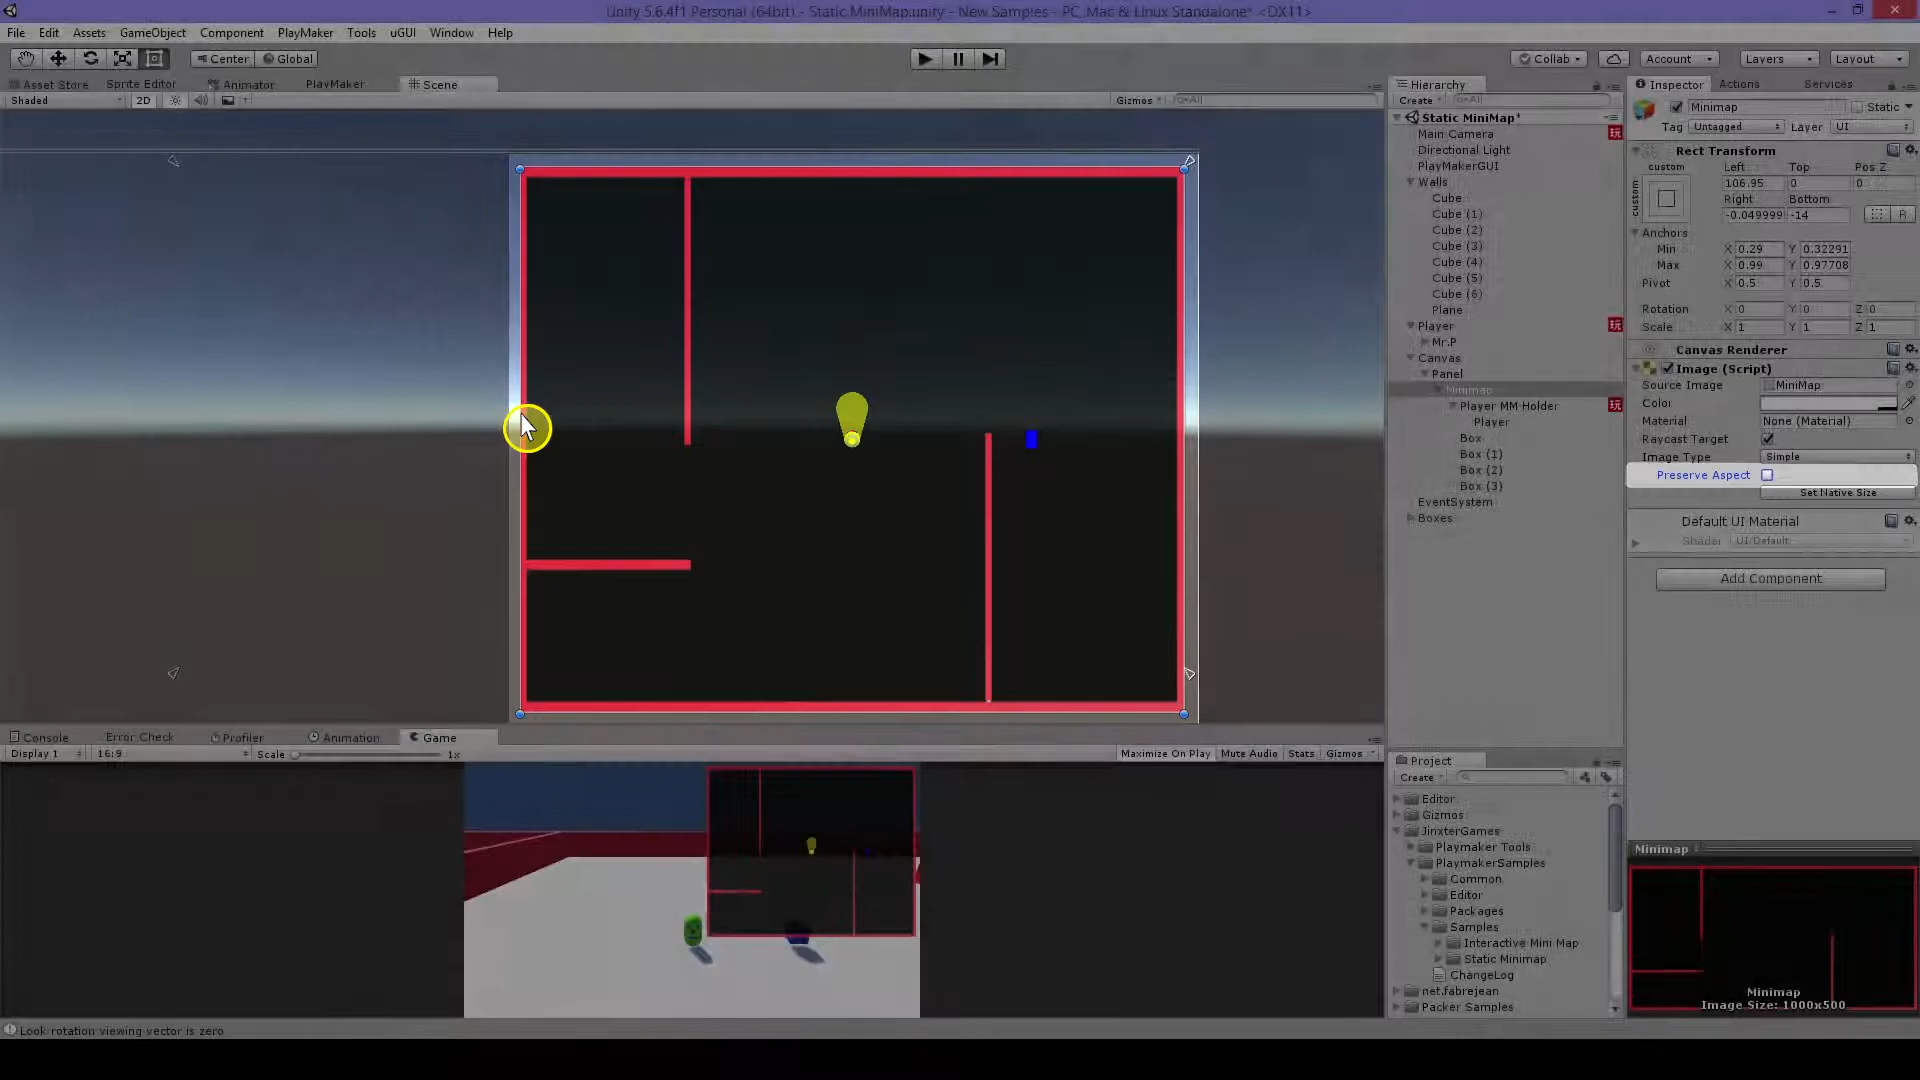 Unity 5.6.4f1 Personal (64bit) - Static MiniMap.unity - New Samples - PC, Mac & Linux Standalone* <DX11>
File Edit Assets GameObject Component PlayMaker Tools uGUI Window Help
Center Global Collab Account Layers Layout
Asset Store Sprite Editor Animator PlayMaker Scene
Shaded 2D Gizmos All
Hierarchy
Create All
Static MiniMap*
Main Camera 玩
Directional Light
PlayMakerGUI
Walls
Cube
Cube (1)
Cube (2)
Cube (3)
Cube (4)
Cube (5)
Cube (6)
Plane
Player 玩
Mr.P
Canvas
Panel
Minimap
Player MM Holder 玩
Player
Box
Box (1)
Box (2)
Box (3)
EventSystem
Boxes
Inspector Actions Services
Minimap Static
Tag Untagged Layer UI
Rect Transform
custom Left Top Pos Z
custom 106.95 0 0
Right Bottom
-0.049999 -14 R
Anchors
Min X 0.29 Y 0.32291
Max X 0.99 Y 0.97708
Pivot X 0.5 Y 0.5
Rotation X 0 Y 0 Z 0
Scale X 1 Y 1 Z 1
Canvas Renderer
Image (Script)
Source Image MiniMap
Color
Material None (Material)
Raycast Target
Image Type Simple
Preserve Aspect
Set Native Size
Default UI Material
Shader UI/Default
Add Component
Console Error Check Profiler Animation Game
Display 1 16:9 Scale 1x Maximize On Play Mute Audio Stats Gizmos
Project
Create
Editor
Gizmos
JinxterGames
Playmaker Tools
PlaymakerSamples
Common
Editor
Packages
Samples
Interactive Mini Map
Static Minimap
ChangeLog
net.fabrejean
Packer Samples
Minimap
Minimap
Image Size: 1000x500
Look rotation viewing vector is zero